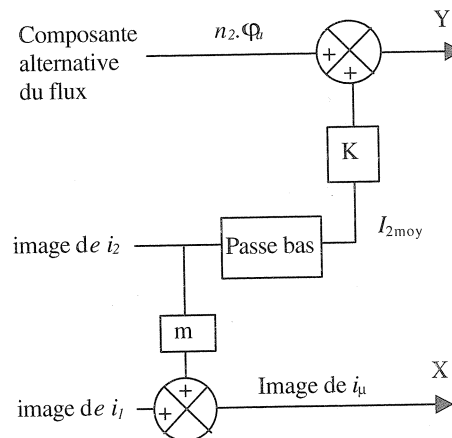 Y
Composante
alternative
du flux
n₂.φₐ
+
+
K
I₂moy
image de i₂
Passe bas
m
X
+
Image de iμ
image de i₁
+